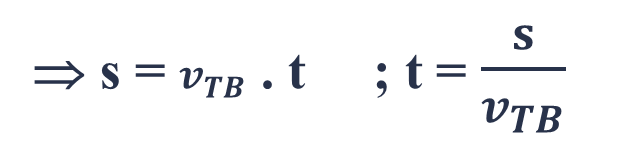 ⇒ s = v_TB . t ; t = s / v_TB